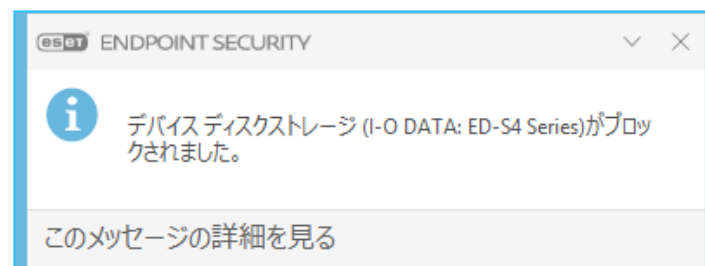 eset ENDPOINT SECURITY
デバイス ディスクストレージ (I-O DATA: ED-S4 Series)がブロッ
クされました。
このメッセージの詳細を見る